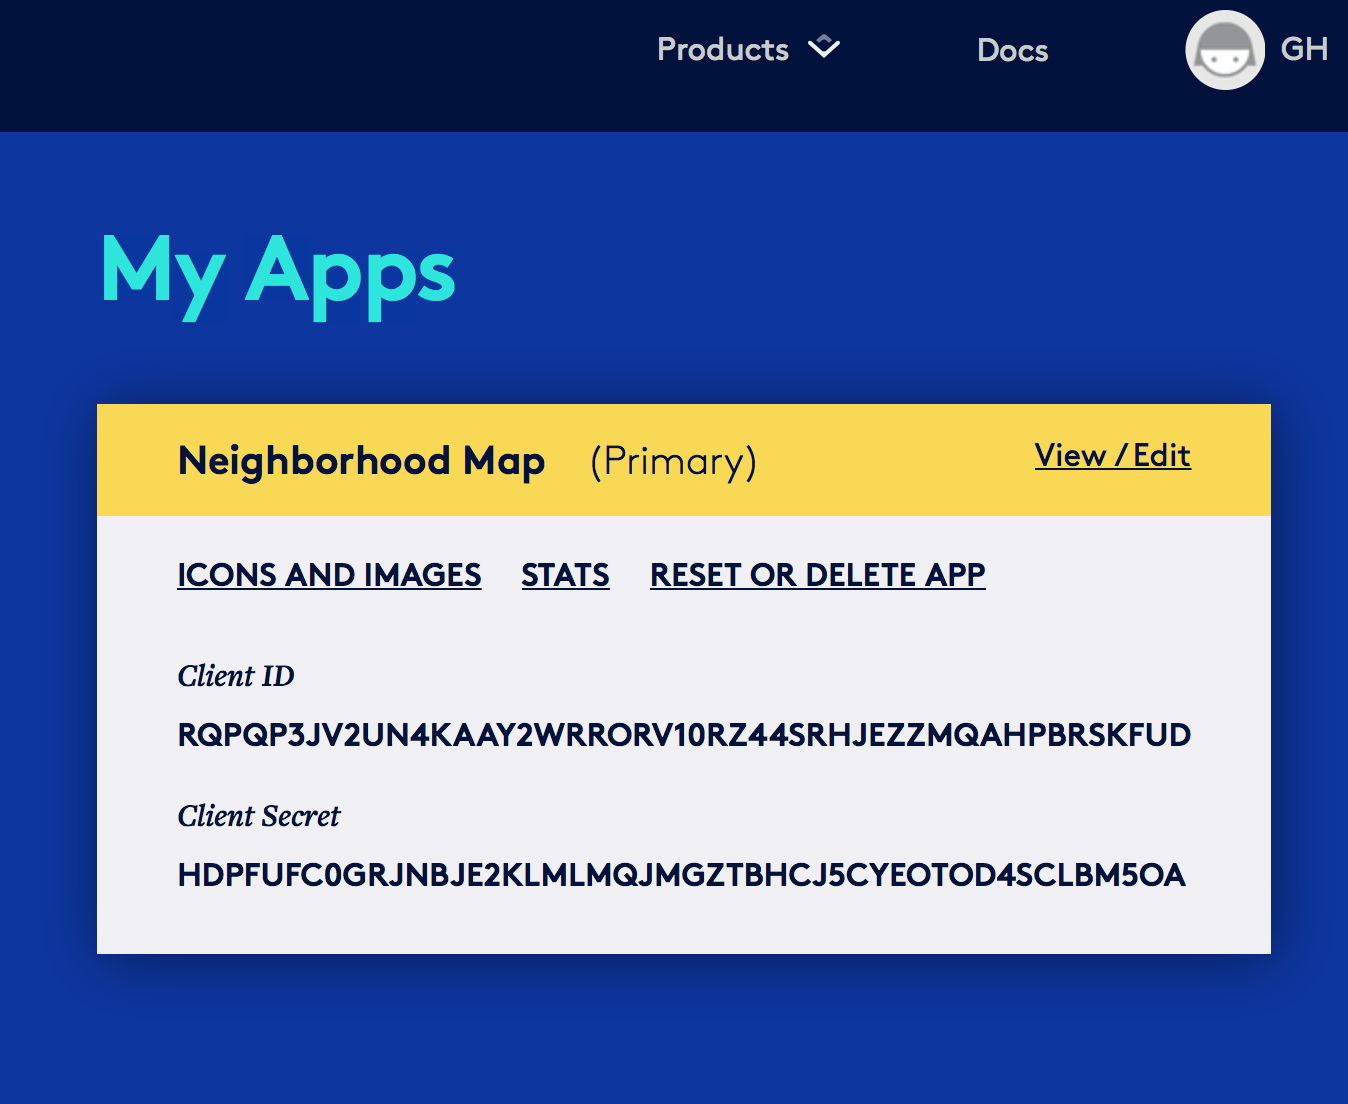 Products
Docs
GH
My Apps
Neighborhood Map (Primary)
View / Edit
ICONS AND IMAGES STATS RESET OR DELETE APP
Client ID
RQPQP3JV2UN4KAAY2WRRORV10RZ44SRHJEZZMQAHPBRSKFUD
Client Secret
HDPFUFC0GRJNBJE2KLMLMQJMGZTBHCJ5CYEOTOD4SCLBM5OA